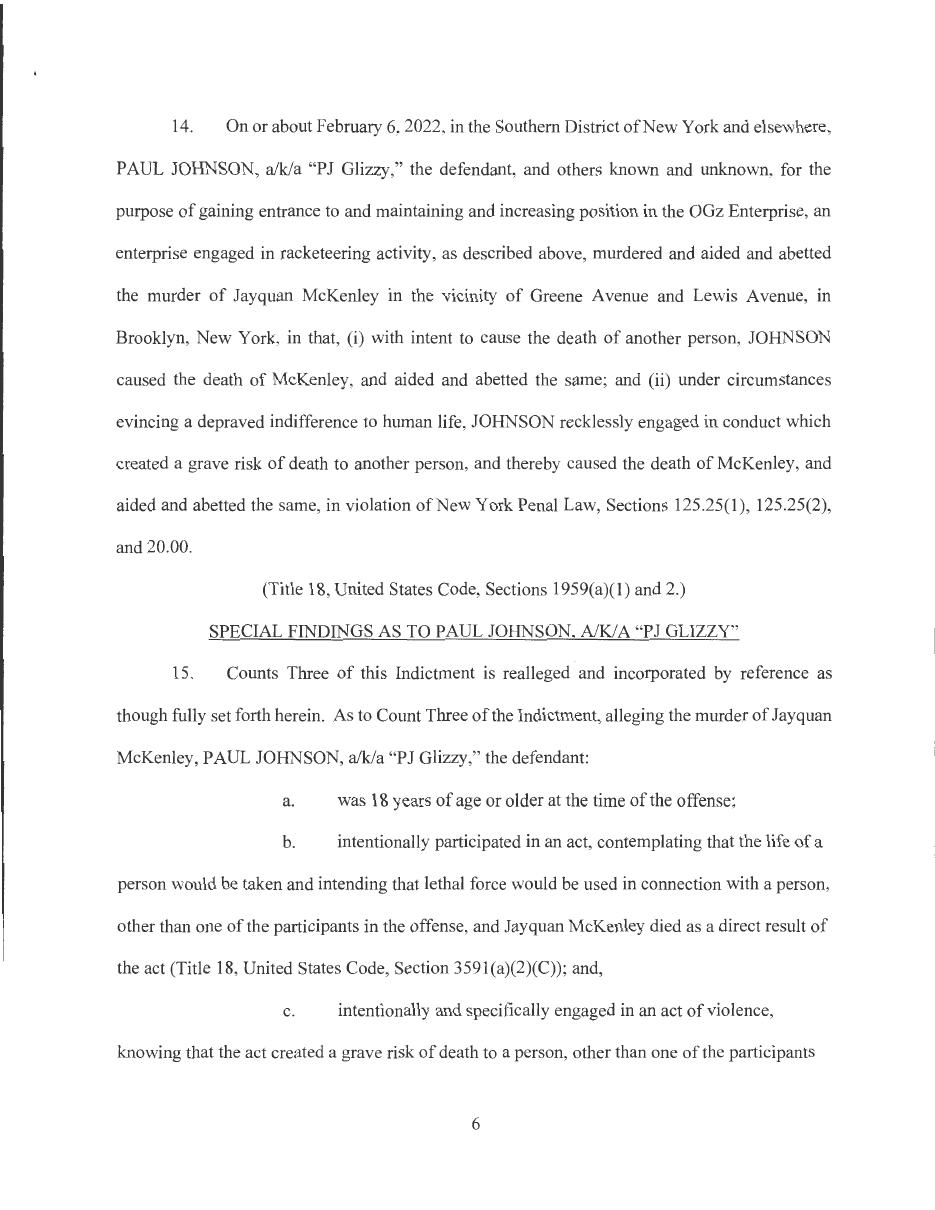 14. On or about February 6, 2022, in the Southern District of New York and elsewhere,
PAUL JOHNSON, a/k/a “PJ Glizzy,” the defendant, and others known and unknown, for the
purpose of gaining entrance to and maintaining and increasing position in the OGz Enterprise, an
enterprise engaged in racketeering activity, as described above, murdered and aided and abetted
the murder of Jayquan McKenley in the vicinity of Greene Avenue and Lewis Avenue, in
Brooklyn, New York, in that, (i) with intent to cause the death of another person, JOHNSON
caused the death of McKenley, and aided and abetted the same; and (ii) under circumstances
evincing a depraved indifference to human life, JOHNSON recklessly engaged in conduct which
created a grave risk of death to another person, and thereby caused the death of McKenley, and
aided and abetted the same, in violation of New York Penal Law, Sections 125.25(1), 125.25(2),
and 20.00.
(Title 18, United States Code, Sections 1959(a)(1) and 2.)
SPECIAL FINDINGS AS TO PAUL JOHNSON, A/K/A “PJ GLIZZY”
15. Counts Three of this Indictment is realleged and incorporated by reference as
though fully set forth herein. As to Count Three of the Indictment, alleging the murder of Jayquan
McKenley, PAUL JOHNSON, a/k/a “PJ Glizzy,” the defendant:
a. was 18 years of age or older at the time of the offense;
b. intentionally participated in an act, contemplating that the life of a
person would be taken and intending that lethal force would be used in connection with a person,
other than one of the participants in the offense, and Jayquan McKenley died as a direct result of
the act (Title 18, United States Code, Section 3591(a)(2)(C)); and,
c. intentionally and specifically engaged in an act of violence,
knowing that the act created a grave risk of death to a person, other than one of the participants
6